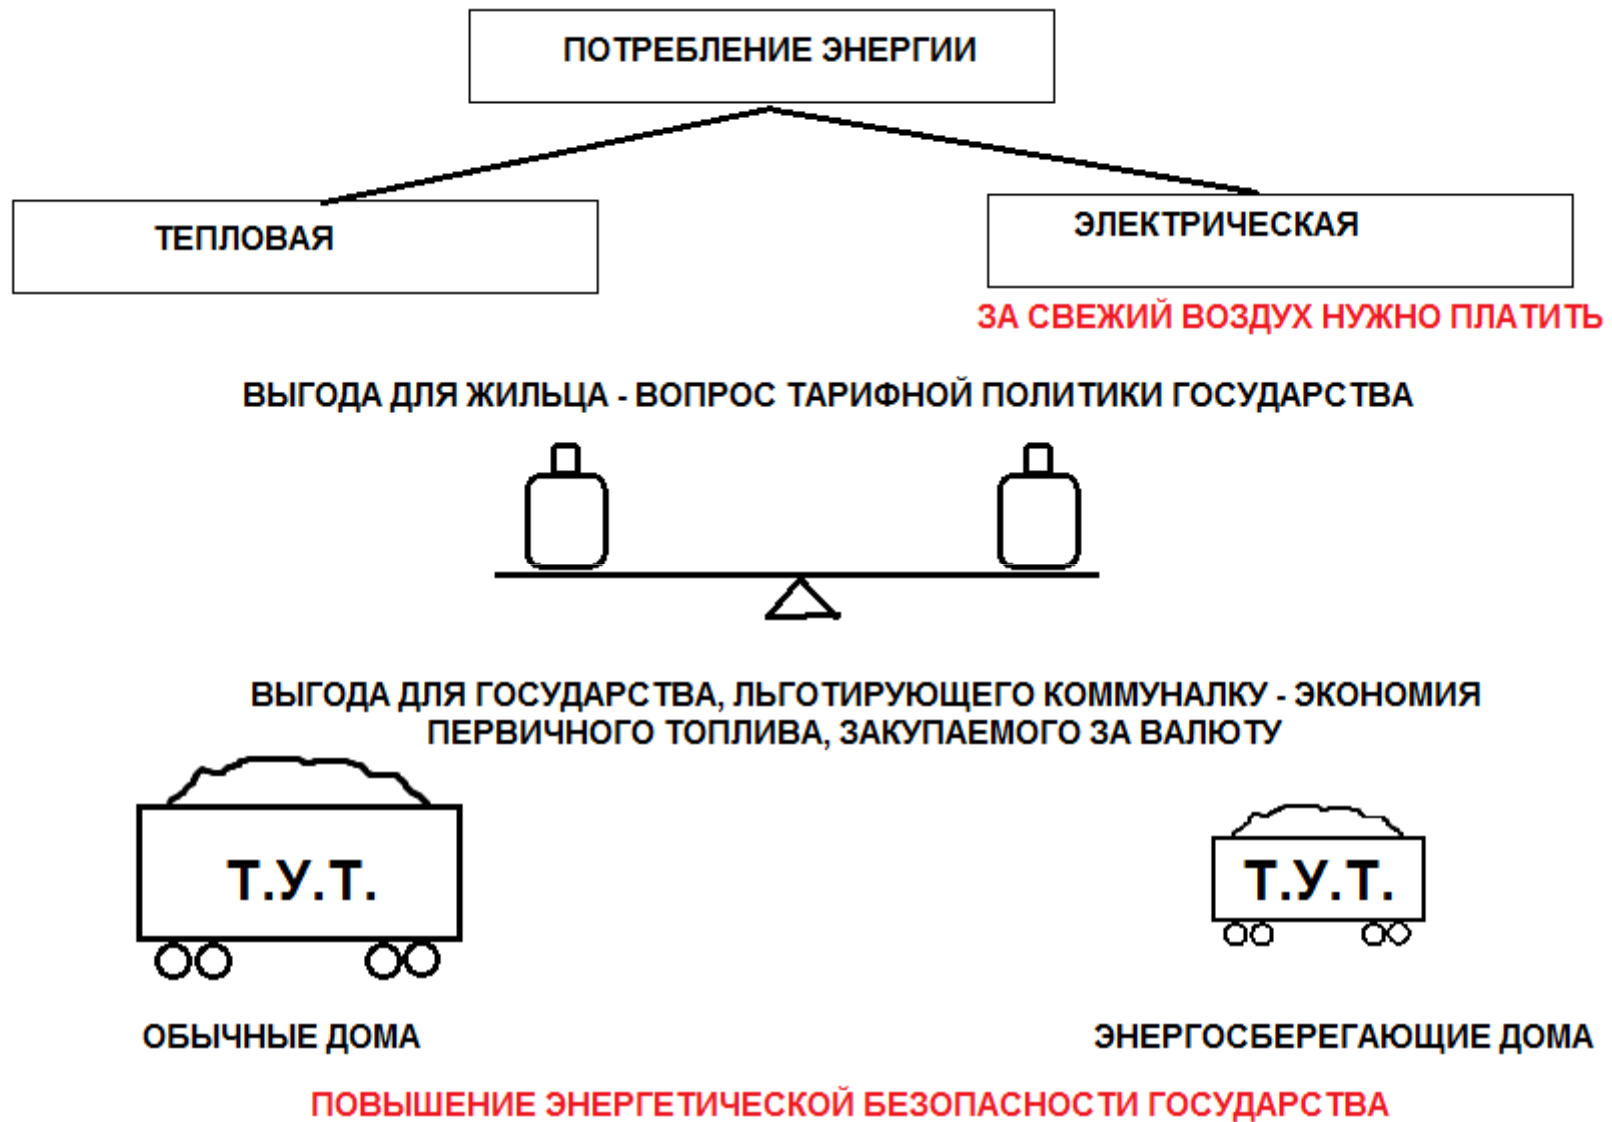 ПОТРЕБЛЕНИЕ ЭНЕРГИИ
ТЕПЛОВАЯ
ЭЛЕКТРИЧЕСКАЯ
ЗА СВЕЖИЙ ВОЗДУХ НУЖНО ПЛАТИТЬ
ВЫГОДА ДЛЯ ЖИЛЬЦА - ВОПРОС ТАРИФНОЙ ПОЛИТИКИ ГОСУДАРСТВА
ВЫГОДА ДЛЯ ГОСУДАРСТВА, ЛЬГОТИРУЮЩЕГО КОММУНАЛКУ - ЭКОНОМИЯ
ПЕРВИЧНОГО ТОПЛИВА, ЗАКУПАЕМОГО ЗА ВАЛЮТУ
Т.У.Т.
Т.У.Т.
ОБЫЧНЫЕ ДОМА
ЭНЕРГОСБЕРЕГАЮЩИЕ ДОМА
ПОВЫШЕНИЕ ЭНЕРГЕТИЧЕСКОЙ БЕЗОПАСНОСТИ ГОСУДАРСТВА